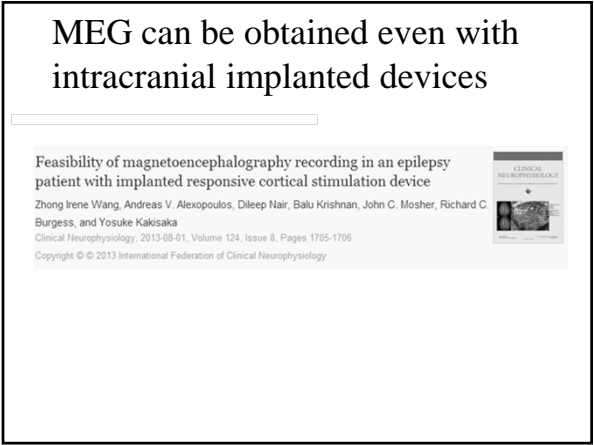 MEG can be obtained even with
intracranial implanted devices
Feasibility of magnetoencephalography recording in an epilepsy
patient with implanted responsive cortical stimulation device
Zhong Irene Wang, Andreas V. Alexopoulos, Dileep Nair, Balu Krishnan, John C. Mosher, Richard C.
Burgess, and Yosuke Kakisaka
Clinical Neurophysiology, 2013-08-01, Volume 124, Issue 8, Pages 1705-1706
Copyright © © 2013 International Federation of Clinical Neurophysiology
CLINICAL
NEUROPHYSIOLOGY